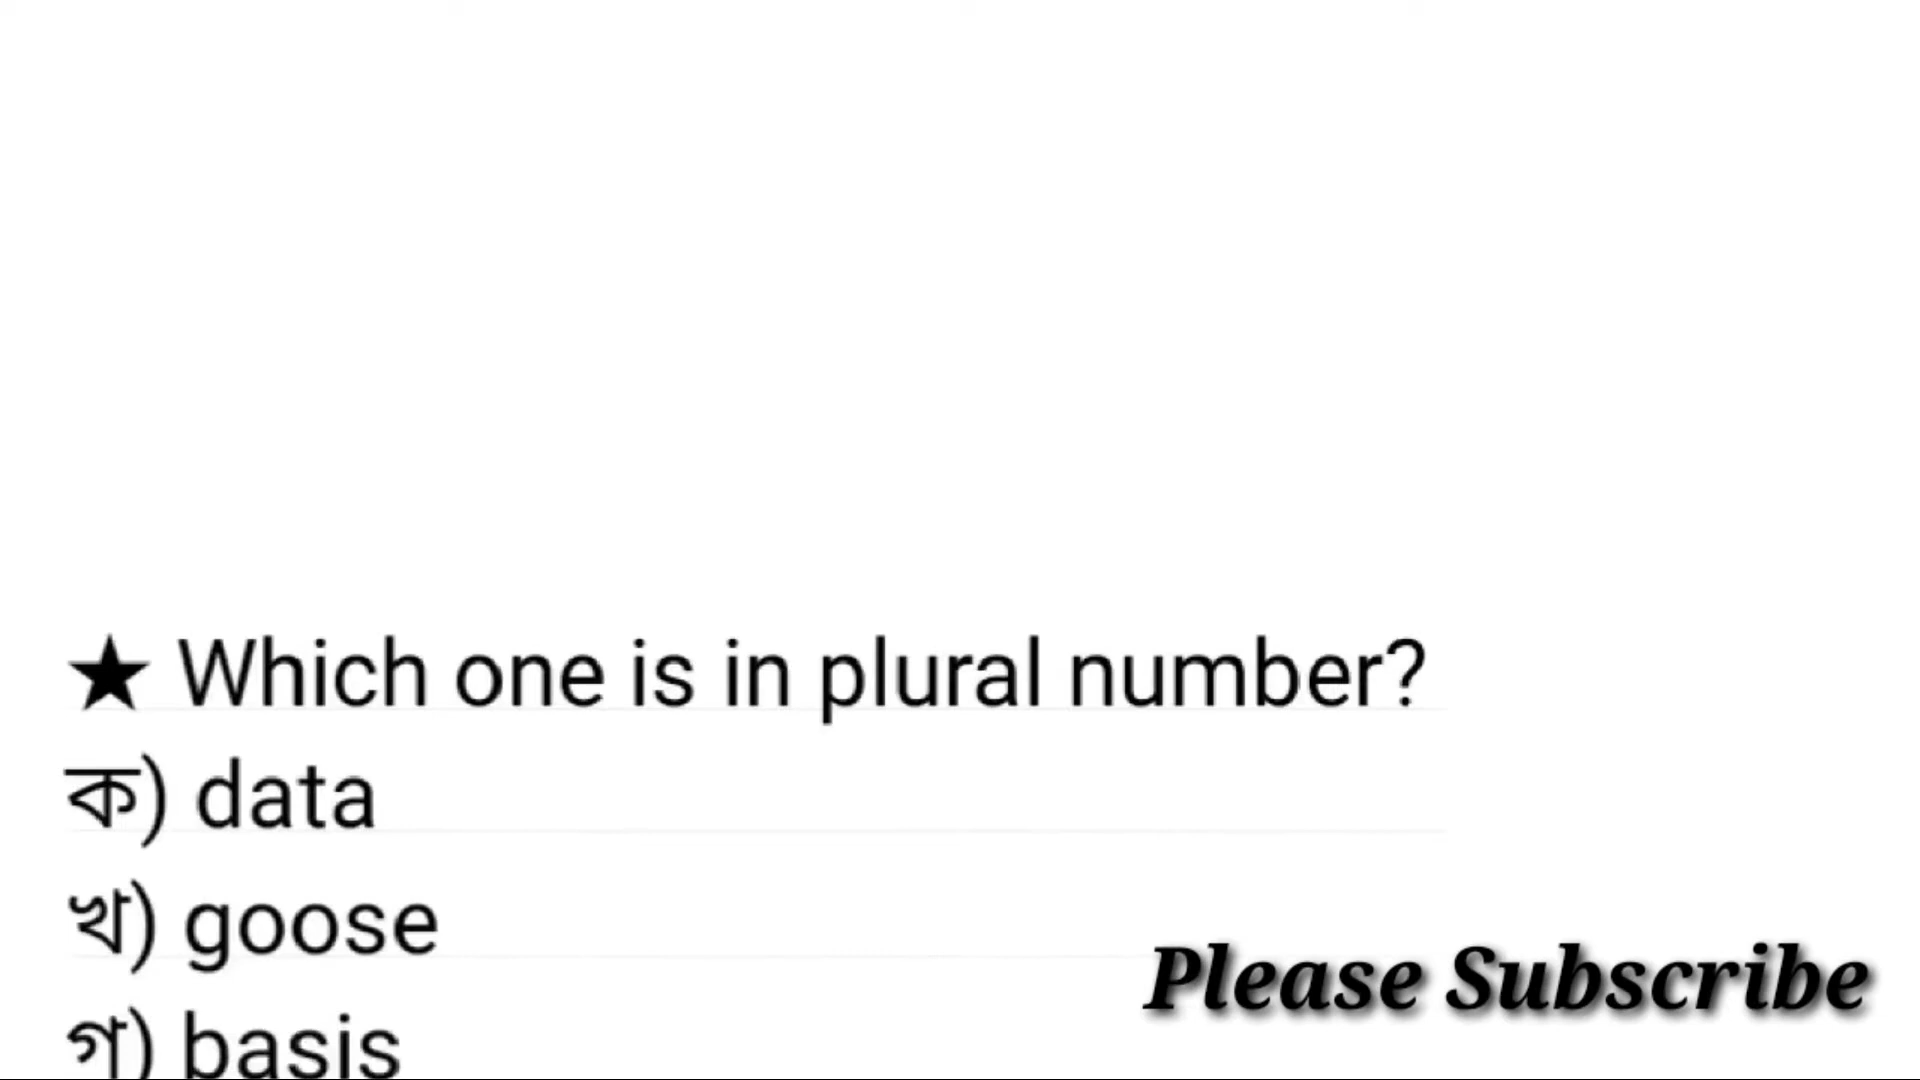 ★ Which one is in plural number?
ক) data
খ) goose
গ) basis
Please Subscribe